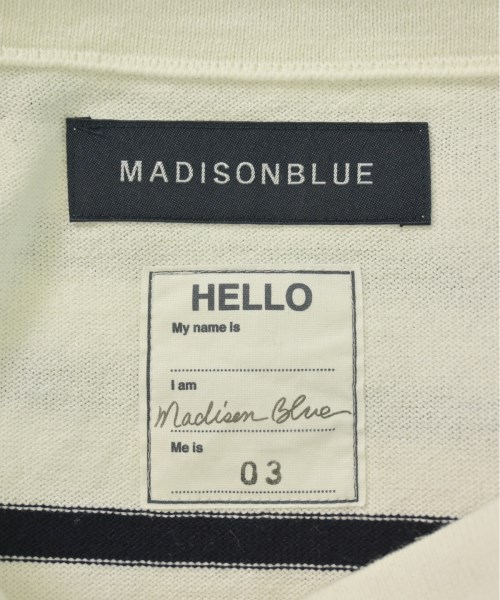 MADISONBLUE
HELLO
My name is
I am
Madison Blue
Me is
03